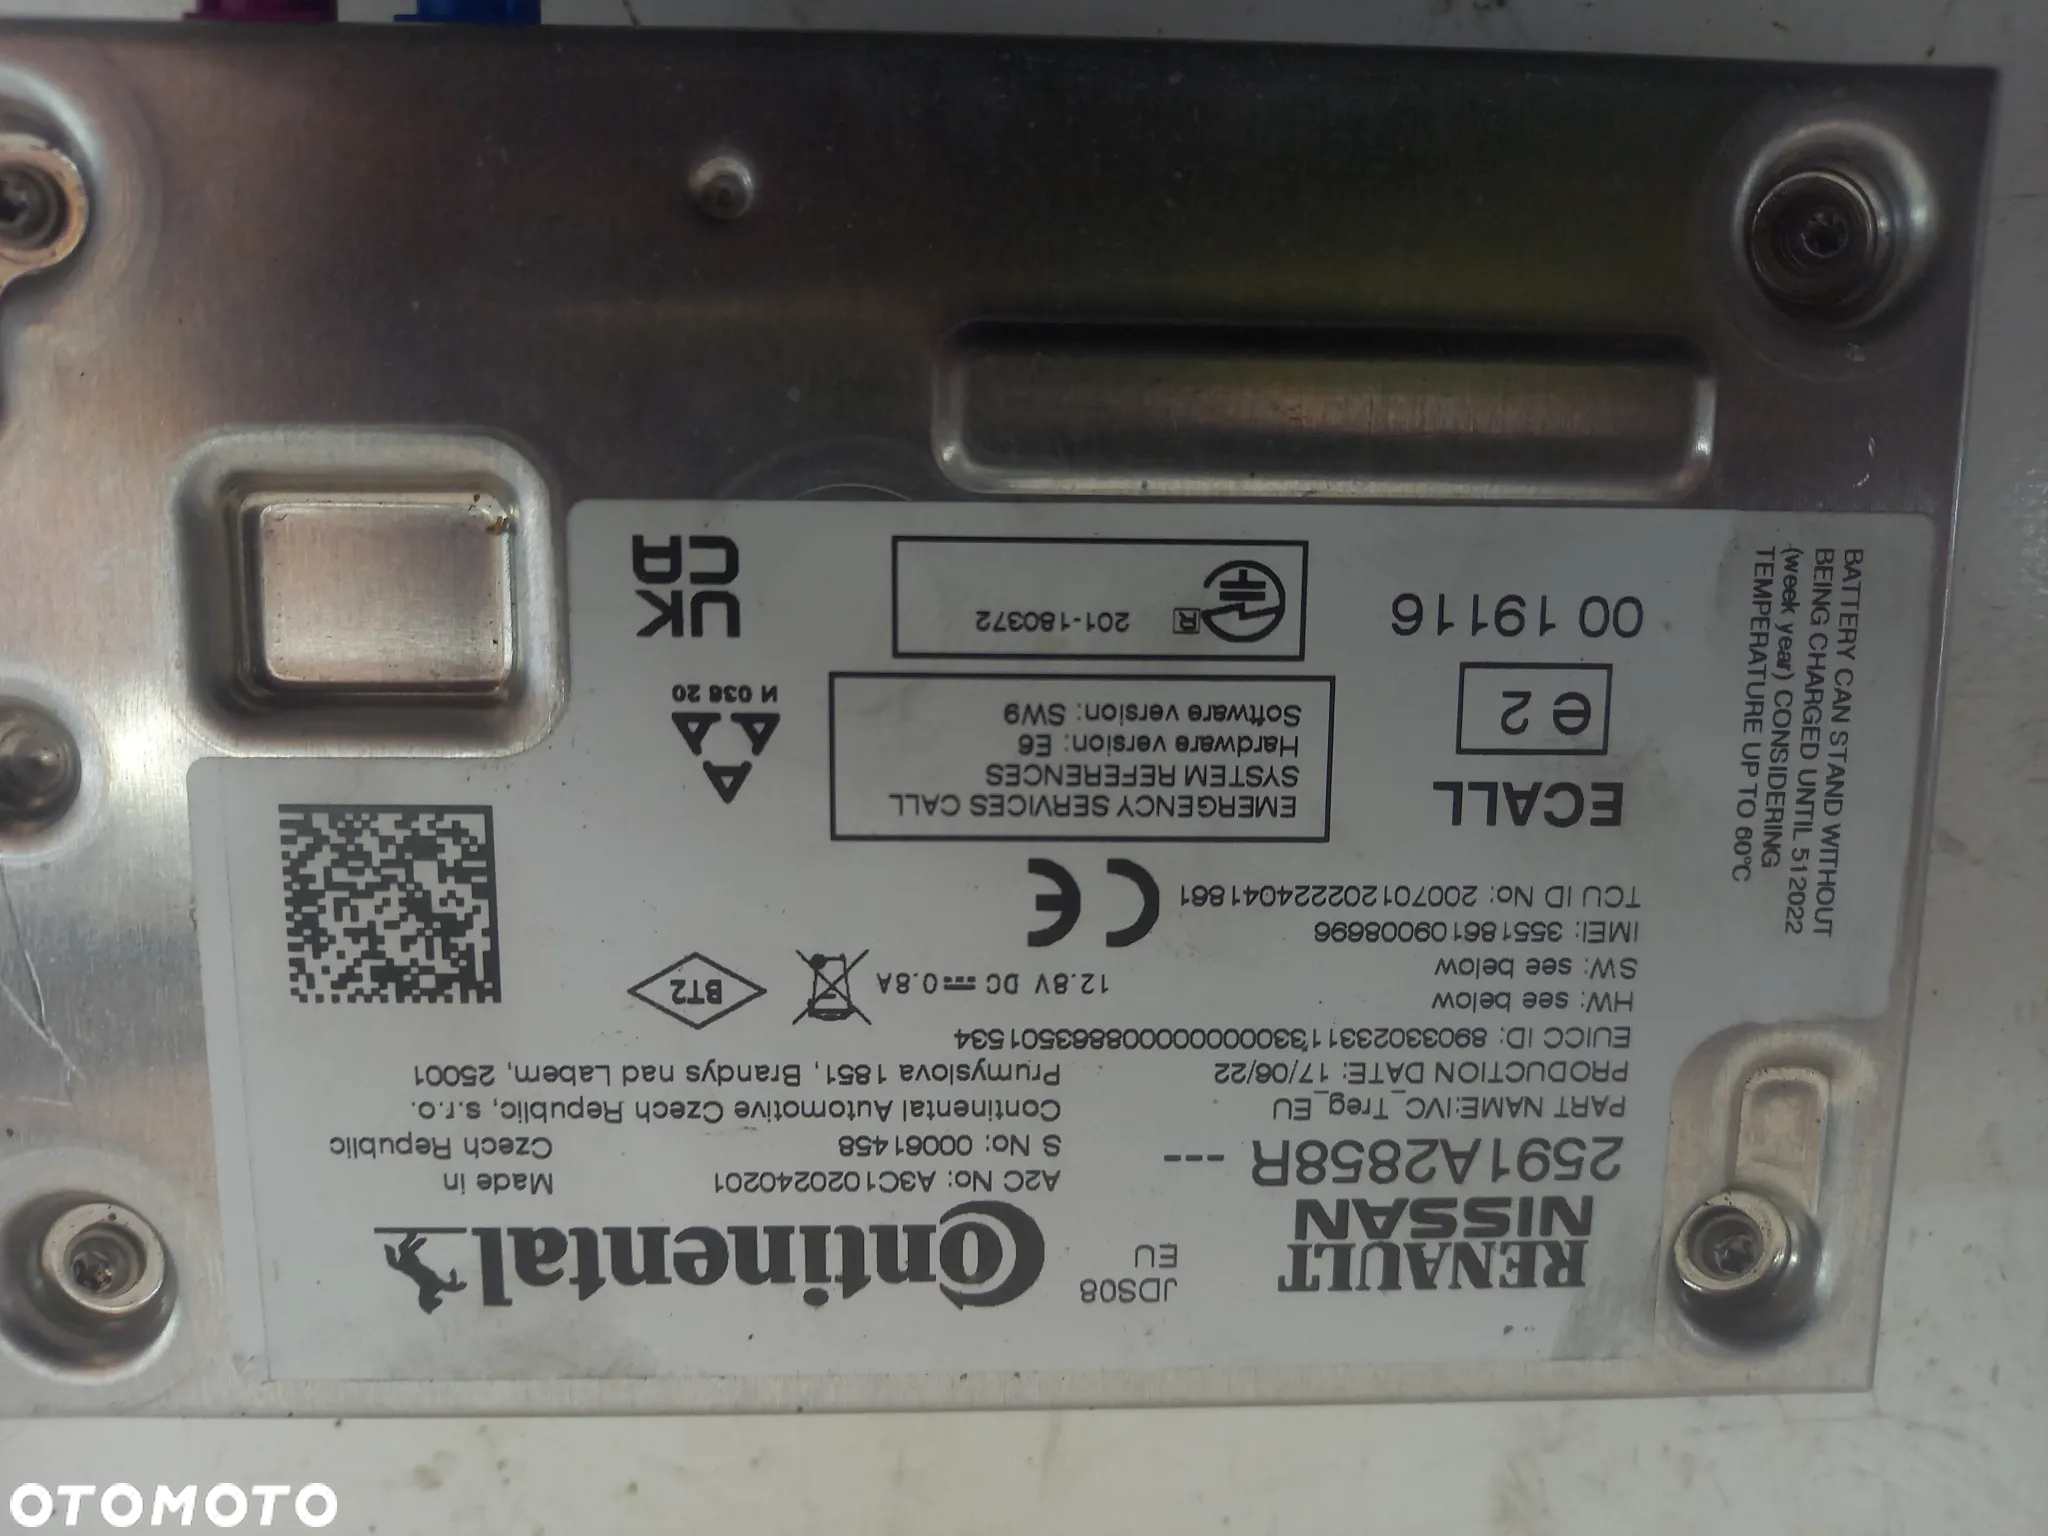 RENAULT
NISSAN
JDS08
EU
Continental
2591A2858R ---
PART NAME:IVC_Treg_EU
PRODUCTION DATE: 17/06/22
EUICC ID: 89033023311330000000008863501534
HW: see below
SW: see below
IMEI: 355186109008696
TCU ID No: 200701202224041861
A2C No: A3C1020240201
S No: 00061458
Made in
Czech Republic
Continental Automotive Czech Republic, s.r.o.
Prumyslova 1851, Brandys nad Labem, 25001
12.8V DC 0.8A
BT2
CE
ECALL
e2
00 19116
EMERGENCY SERVICES CALL
SYSTEM REFERENCES
Hardware version: E6
Software version: SW9
R 201-180372
И 036 20
UK
CA
BATTERY CAN STAND WITHOUT
BEING CHARGED UNTIL 512022
(week year) CONSIDERING
TEMPERATURE UP TO 60°C
OTOMOTO